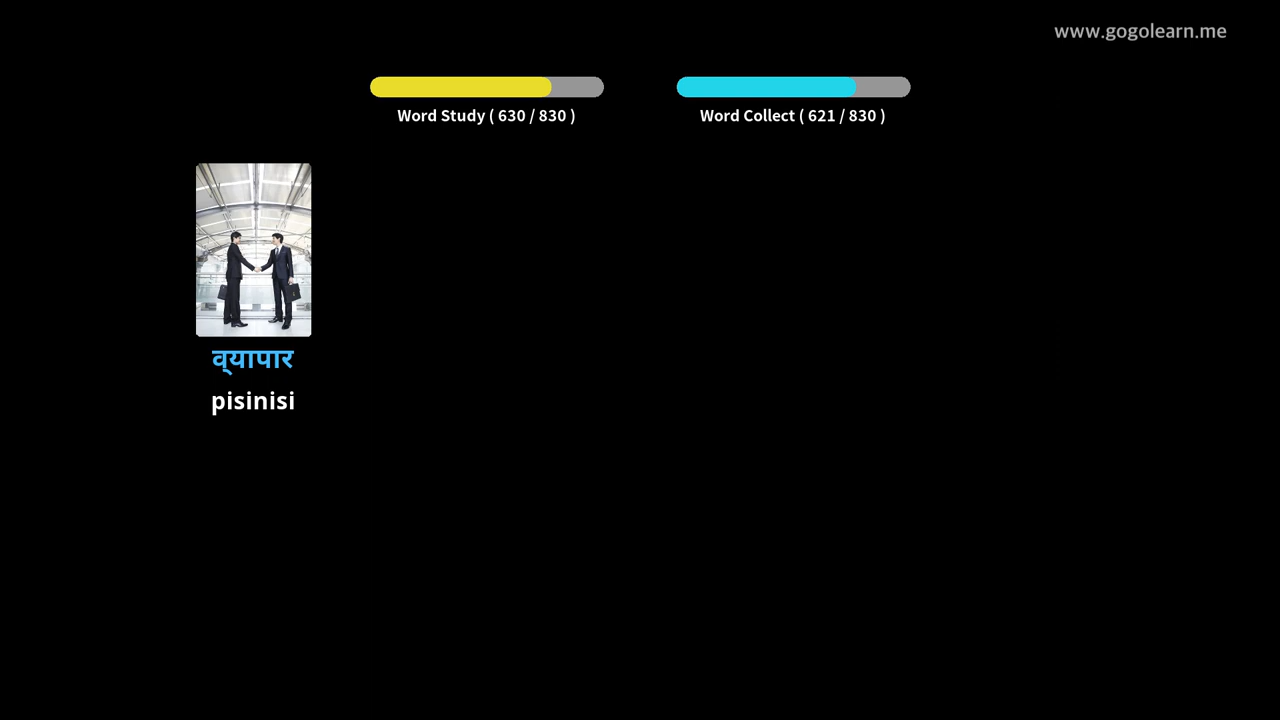 www.gogolearn.me
Word Study ( 630 / 830 )
Word Collect ( 621 / 830 )
व्यापार
pisinisi